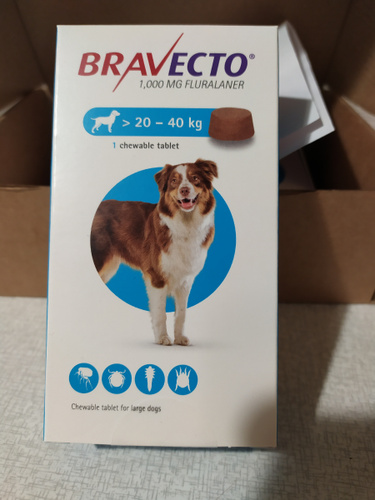 BRAVECTO®
1,000 MG FLURALANER
> 20 – 40 kg
1 chewable tablet
Chewable tablet for large dogs